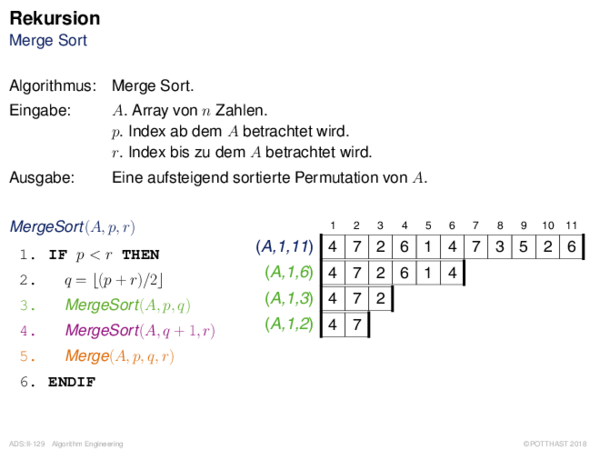 Rekursion
Merge Sort
Algorithmus: Merge Sort.
Eingabe: A. Array von n Zahlen.
p. Index ab dem A betrachtet wird.
r. Index bis zu dem A betrachtet wird.
Ausgabe: Eine aufsteigend sortierte Permutation von A.
MergeSort(A, p, r)
1. IF p < r THEN
2. q = ⌊(p + r)/2⌋
3. MergeSort(A, p, q)
4. MergeSort(A, q + 1, r)
5. Merge(A, p, q, r)
6. ENDIF
1 2 3 4 5 6 7 8 9 10 11
(A,1,11) 4 7 2 6 1 4 7 3 5 2 6
(A,1,6) 4 7 2 6 1 4
(A,1,3) 4 7 2
(A,1,2) 4 7
ADS:II-129 Algorithm Engineering © POTTHAST 2018